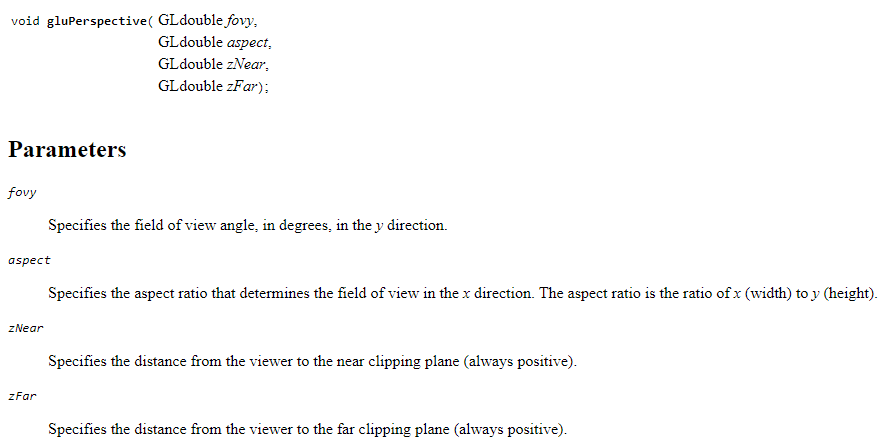 void gluPerspective( GLdouble fovy,
GLdouble aspect,
GLdouble zNear,
GLdouble zFar);
Parameters
fovy
Specifies the field of view angle, in degrees, in the y direction.
aspect
Specifies the aspect ratio that determines the field of view in the x direction. The aspect ratio is the ratio of x (width) to y (height).
zNear
Specifies the distance from the viewer to the near clipping plane (always positive).
zFar
Specifies the distance from the viewer to the far clipping plane (always positive).